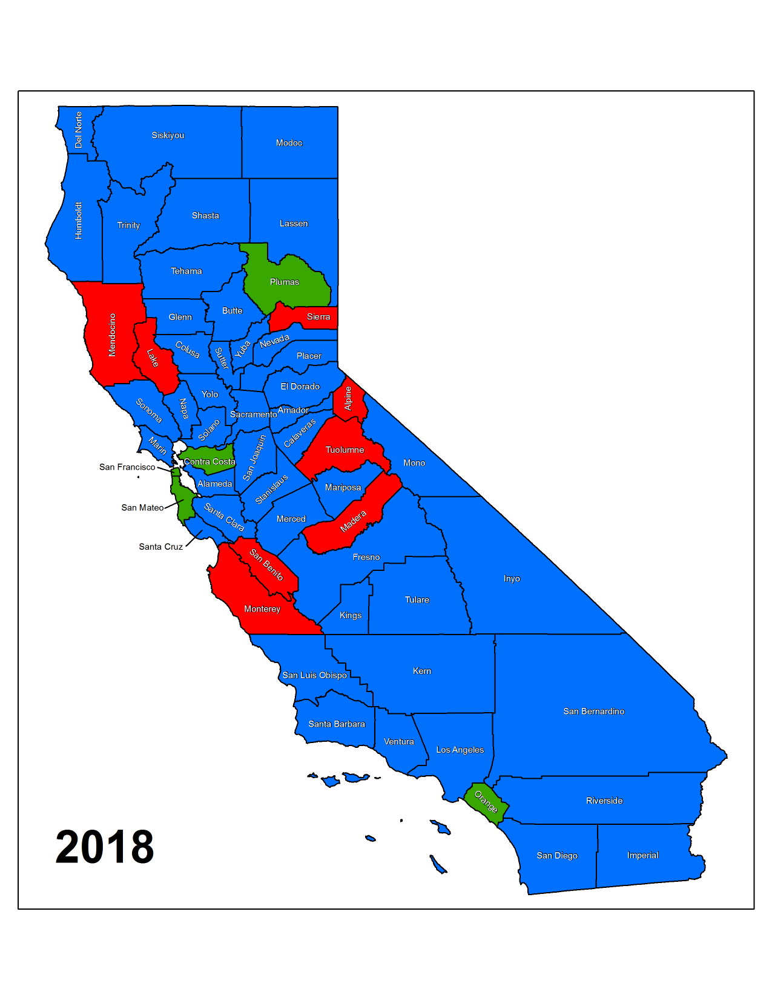 Del Norte
Siskiyou
Modoc
Humboldt
Trinity
Shasta
Lassen
Tehama
Plumas
Mendocino
Glenn
Butte
Sierra
Lake
Colusa
Sutter
Yuba
Nevada
Placer
Sonoma
Napa
Yolo
El Dorado
Alpine
Sacramento
Amador
Solano
Calaveras
Marin
Contra Costa
San Joaquin
Tuolumne
Mono
San Francisco
Alameda
Stanislaus
Mariposa
San Mateo
Santa Clara
Merced
Madera
Santa Cruz
San Benito
Fresno
Inyo
Monterey
Kings
Tulare
San Luis Obispo
Kern
San Bernardino
Santa Barbara
Ventura
Los Angeles
Orange
Riverside
San Diego
Imperial
2018